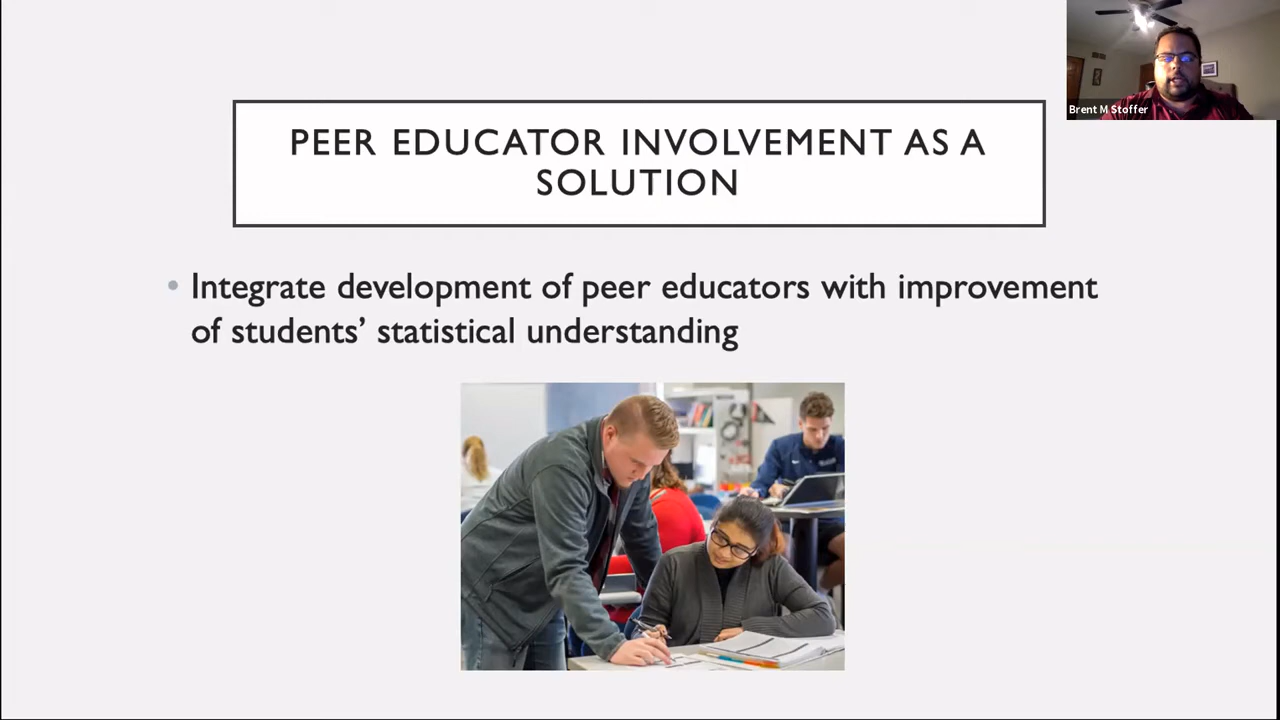 Brent M Stoffer
PEER EDUCATOR INVOLVEMENT AS A
SOLUTION
• Integrate development of peer educators with improvement
of students’ statistical understanding